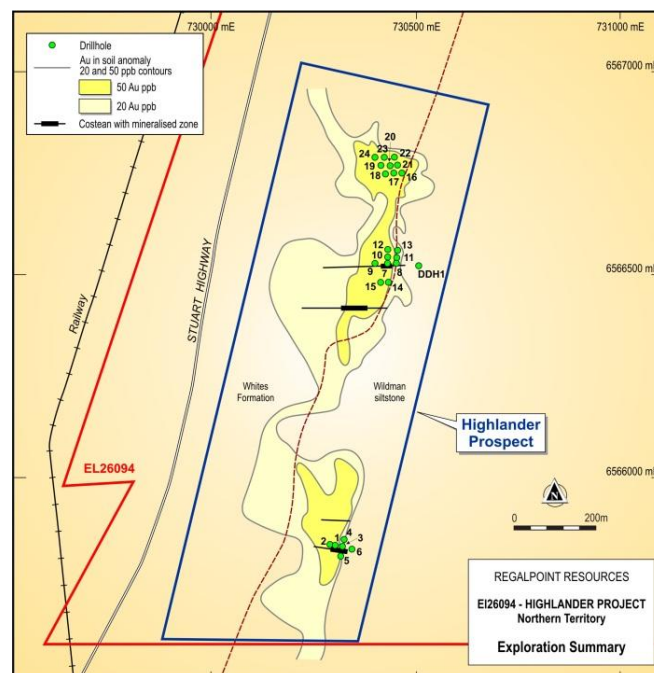 730000 mE
730500 mE
731000 mE
Drillhole
Au in soil anomaly
20 and 50 ppb contours
50 Au ppb
20 Au ppb
Costean with mineralised zone
6567000 m
20
24 23 22
19 21
18 17 16
12 13
10 11
9 7 8
DDH1
6566500 m
15 14
Railway
STUART HIGHWAY
Whites
Formation
Wildman
siltstone
Highlander
Prospect
EL26094
6566000 m
N
0 200m
4
2 1 3
6
5
REGALPOINT RESOURCES
El26094 - HIGHLANDER PROJECT
Northern Territory
Exploration Summary